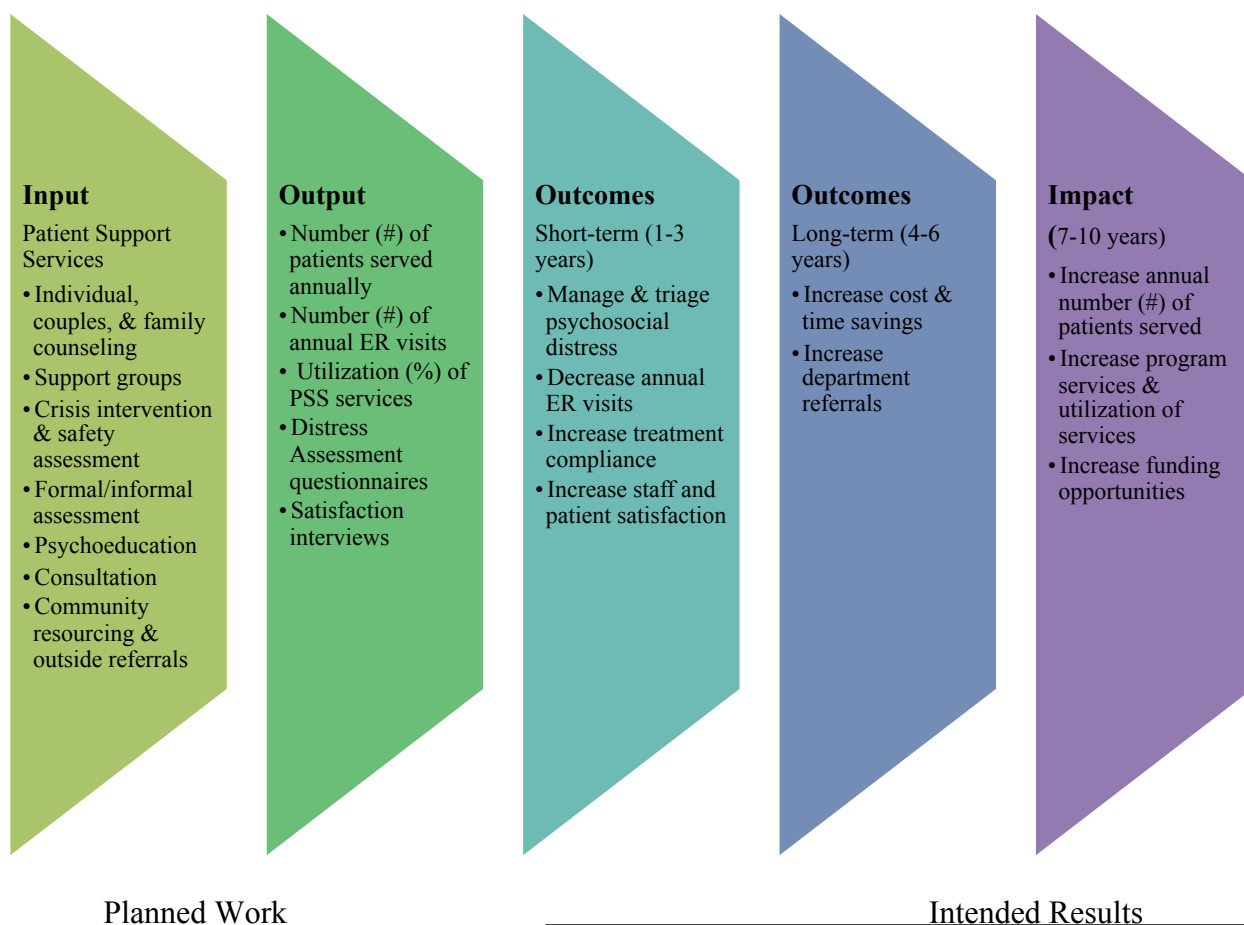 Input
Patient Support
Services
• Individual,
couples, & family
counseling
• Support groups
• Crisis intervention
& safety
assessment
• Formal/informal
assessment
• Psychoeducation
• Consultation
• Community
resourcing &
outside referrals
Output
• Number (#) of
patients served
annually
• Number (#) of
annual ER visits
• Utilization (%) of
PSS services
• Distress
Assessment
questionnaires
• Satisfaction
interviews
Outcomes
Short-term (1-3
years)
• Manage & triage
psychosocial
distress
• Decrease annual
ER visits
• Increase treatment
compliance
• Increase staff and
patient satisfaction
Outcomes
Long-term (4-6
years)
• Increase cost &
time savings
• Increase
department
referrals
Impact
(7-10 years)
• Increase annual
number (#) of
patients served
• Increase program
services &
utilization of
services
• Increase funding
opportunities
Planned Work
Intended Results